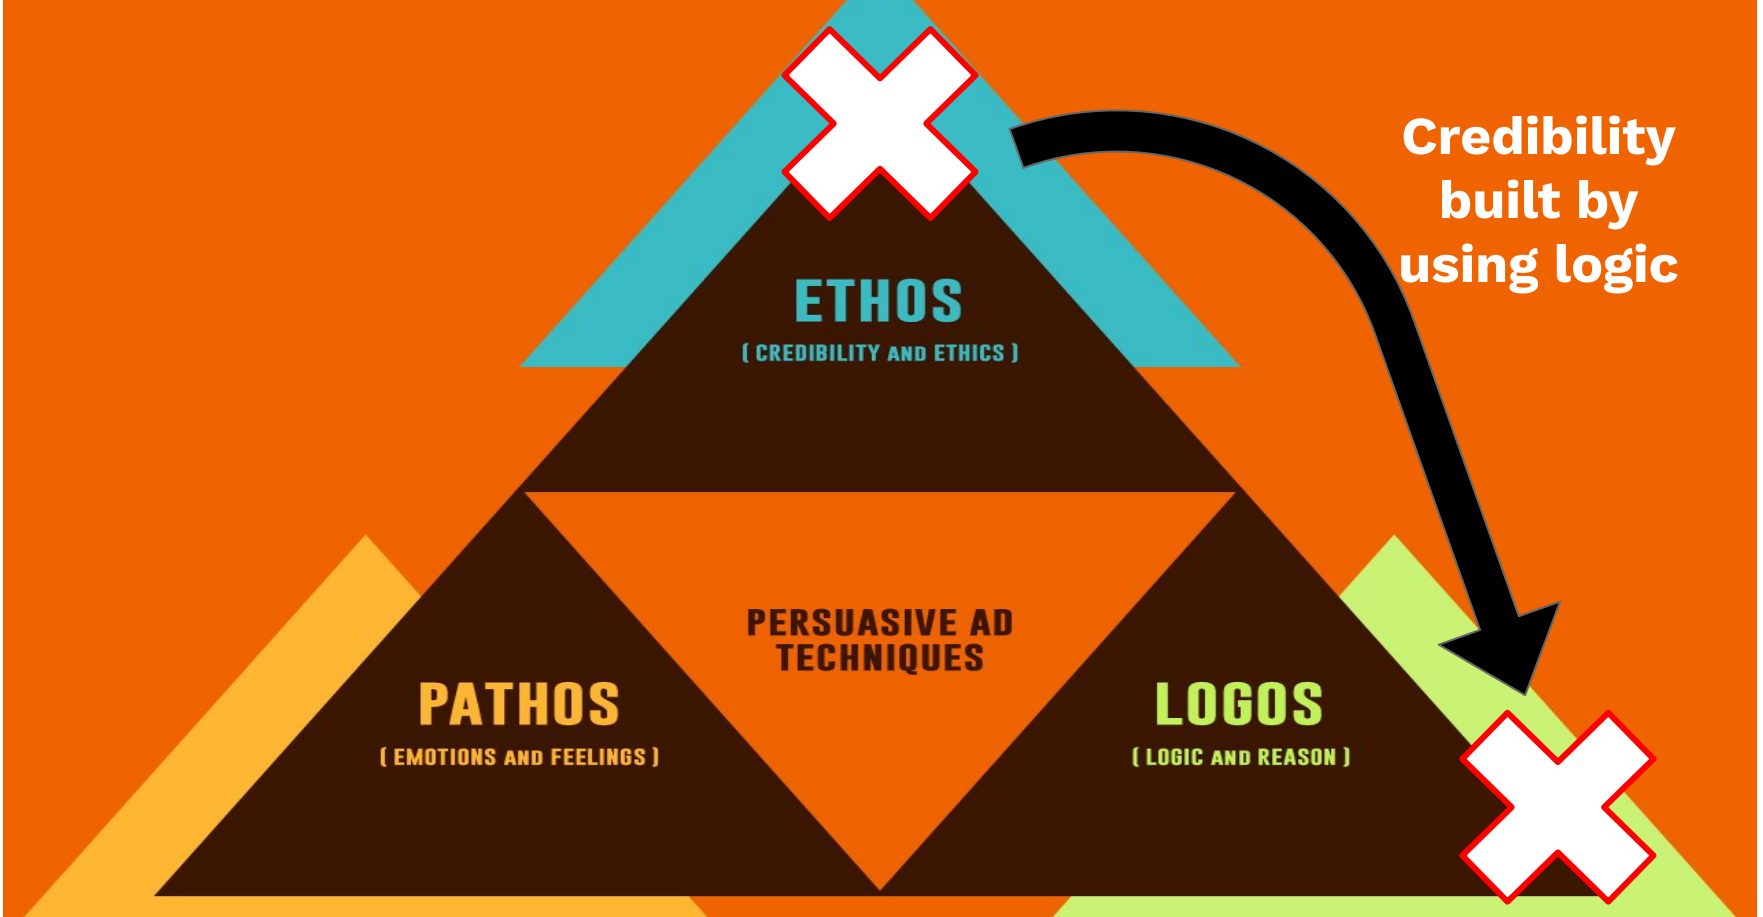 Credibility
built by
using logic
ETHOS
( CREDIBILITY AND ETHICS )
PERSUASIVE AD
TECHNIQUES
PATHOS
( EMOTIONS AND FEELINGS )
LOGOS
( LOGIC AND REASON )